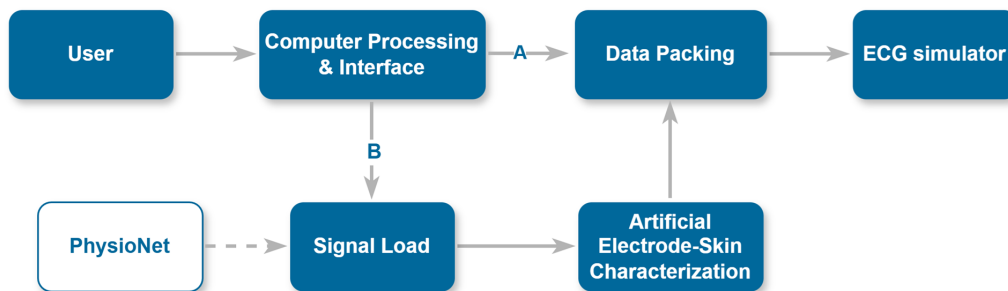 User
Computer Processing
& Interface
A
Data Packing
ECG simulator
B
PhysioNet
Signal Load
Artificial
Electrode-Skin
Characterization